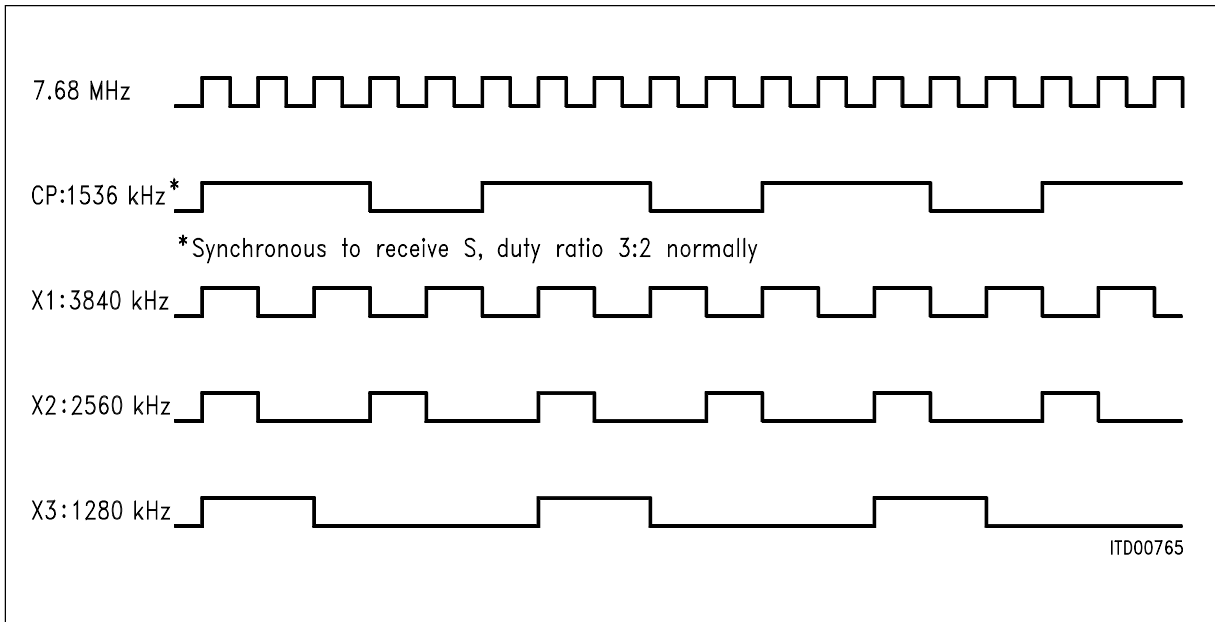 7.68 MHz
CP:1536 kHz*
*Synchronous to receive S, duty ratio 3:2 normally
X1:3840 kHz
X2:2560 kHz
X3:1280 kHz
ITD00765